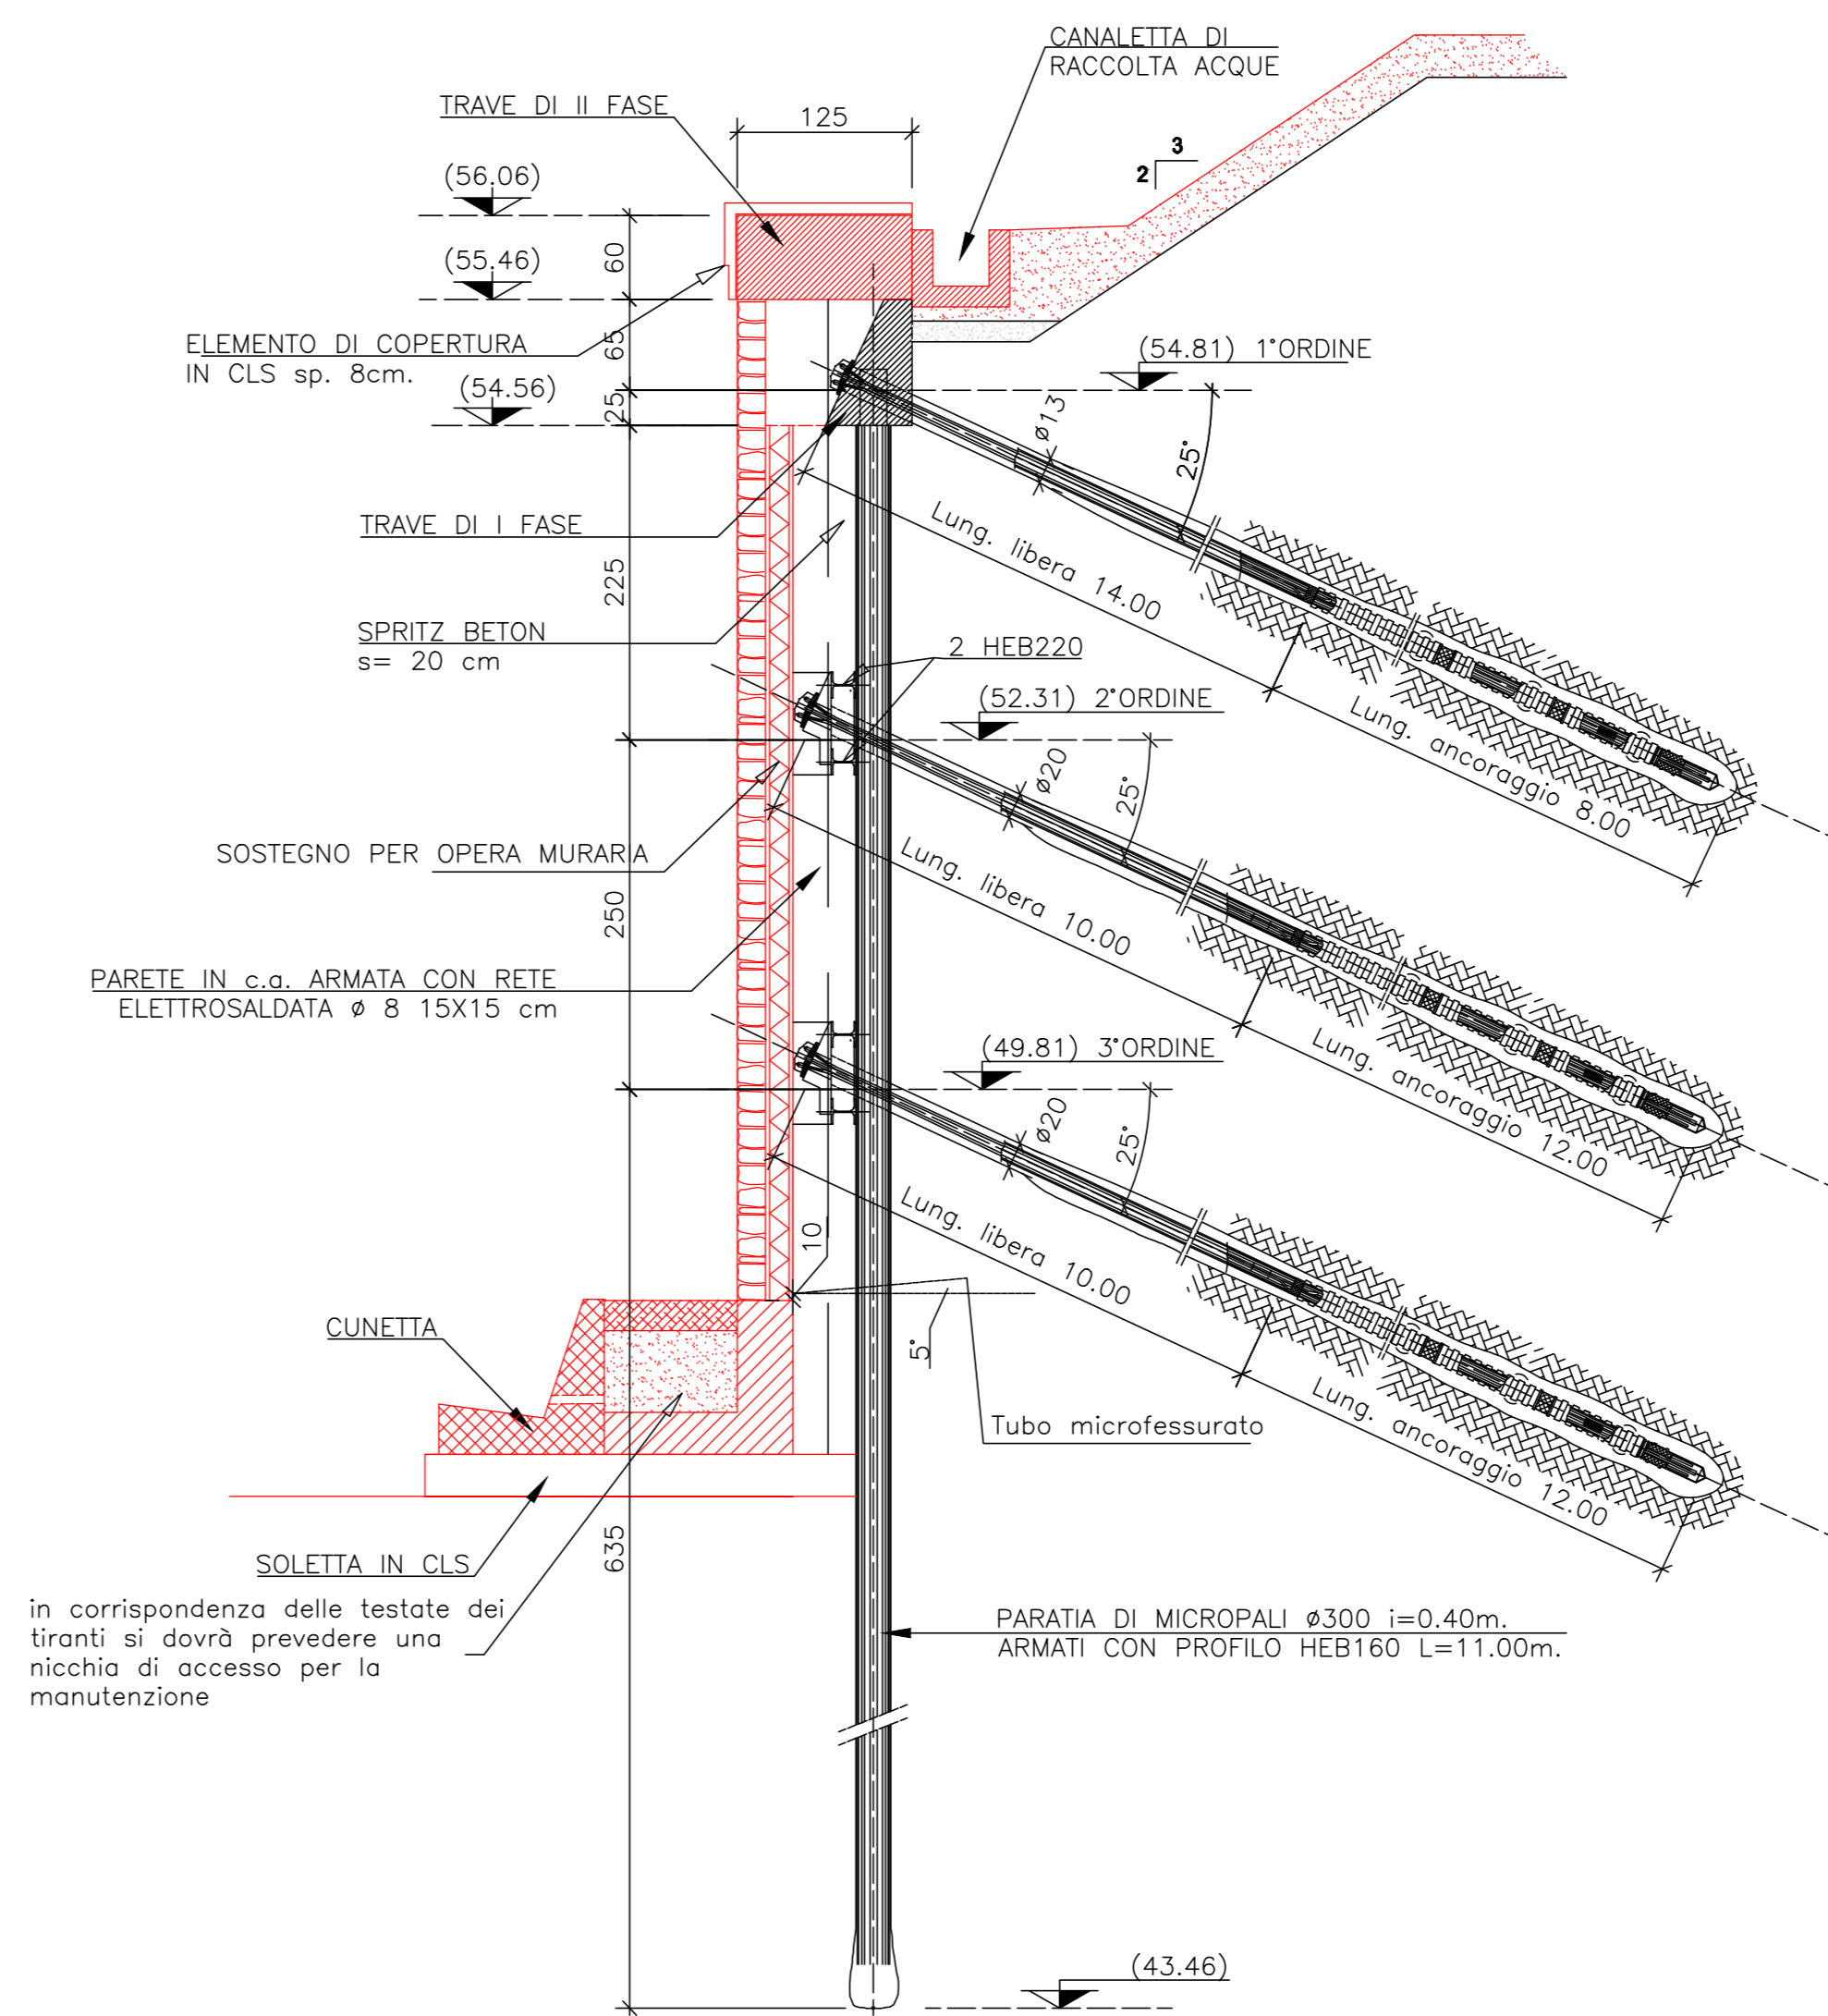 CANALETTA DI
RACCOLTA ACQUE
TRAVE DI II FASE
125
3
2
(56.06)
60
(55.46)
ELEMENTO DI COPERTURA
IN CLS sp. 8cm.
65
(54.81) 1°ORDINE
(54.56)
25
ø13
25°
TRAVE DI I FASE
Lung. libera 14.00
225
SPRITZ BETON
s= 20 cm
2 HEB220
(52.31) 2°ORDINE
Lung. ancoraggio 8.00
ø20
25°
SOSTEGNO PER OPERA MURARIA
Lung. libera 10.00
250
PARETE IN c.a. ARMATA CON RETE
ELETTROSALDATA ø 8 15X15 cm
(49.81) 3°ORDINE
Lung. ancoraggio 12.00
ø20
25°
10
Lung. libera 10.00
CUNETTA
5°
Tubo microfessurato
Lung. ancoraggio 12.00
635
SOLETTA IN CLS
in corrispondenza delle testate dei
tiranti si dovrà prevedere una
nicchia di accesso per la
manutenzione
PARATIA DI MICROPALI ø300 i=0.40m.
ARMATI CON PROFILO HEB160 L=11.00m.
(43.46)